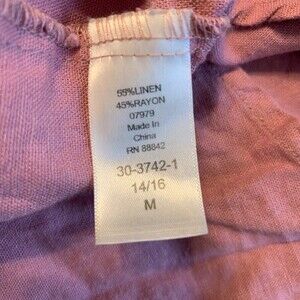 55%LINEN
45%RAYON
07979
Made In
China
RN 88842
30-3742-1
14/16
M